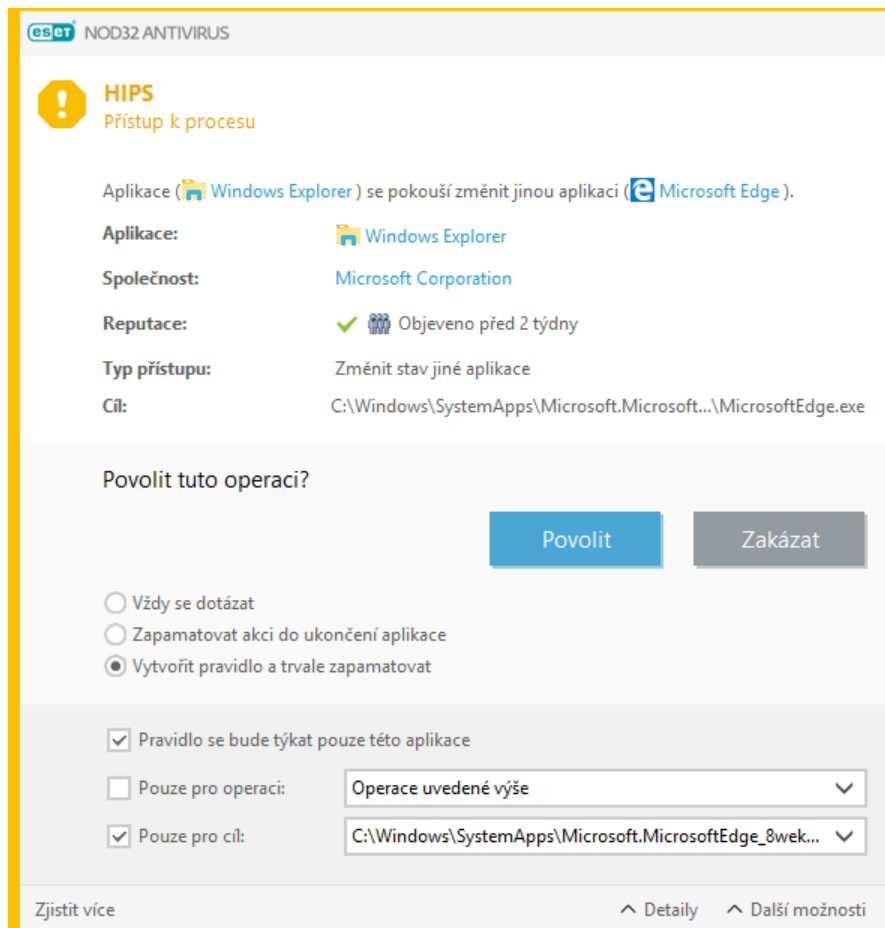 eset NOD32 ANTIVIRUS
HIPS
Přístup k procesu
Aplikace ( Windows Explorer ) se pokouší změnit jinou aplikaci ( Microsoft Edge ).
Aplikace: Windows Explorer
Společnost: Microsoft Corporation
Reputace: Objeveno před 2 týdny
Typ přístupu: Změnit stav jiné aplikace
Cíl: C:\Windows\SystemApps\Microsoft.Microsoft...\MicrosoftEdge.exe
Povolit tuto operaci?
Povolit Zakázat
Vždy se dotázat
Zapamatovat akci do ukončení aplikace
Vytvořit pravidlo a trvale zapamatovat
Pravidlo se bude týkat pouze této aplikace
Pouze pro operaci: Operace uvedené výše
Pouze pro cíl: C:\Windows\SystemApps\Microsoft.MicrosoftEdge_8wek...
Zjistit více Detaily Další možnosti